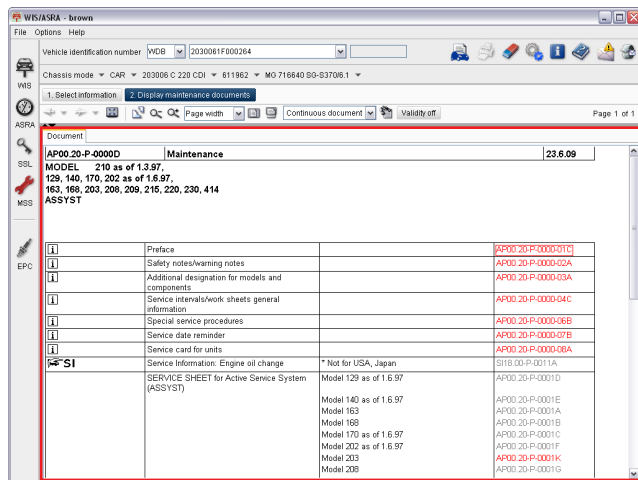 WIS/ASRA - brown
File Options Help
Vehicle identification number WDB 2030061F000264
Chassis mode CAR 203006 C 220 CDI 611962 MG 716640 SG-S370/6.1
1. Select information 2. Display maintenance documents
Page width Continuous document Validity off Page 1 of 1
WIS
ASRA
SSL
MSS
EPC
Document
AP00.20-P-0000D Maintenance 23.6.09
MODEL 210 as of 1.3.97,
129, 140, 170, 202 as of 1.6.97,
163, 168, 203, 208, 209, 215, 220, 230, 414
ASSYST
i Preface AP00.20-P-0000-01C
i Safety notes/warning notes AP00.20-P-0000-02A
i Additional designation for models and
components AP00.20-P-0000-03A
i Service intervals/work sheets general
information AP00.20-P-0000-04C
i Special service procedures AP00.20-P-0000-06B
i Service date reminder AP00.20-P-0000-07B
i Service card for units AP00.20-P-0000-08A
SI Service Information: Engine oil change * Not for USA, Japan SI18.00-P-0011A
SERVICE SHEET for Active Service System
(ASSYST) Model 129 as of 1.6.97 AP00.20-P-0001D
Model 140 as of 1.6.97 AP00.20-P-0001E
Model 163 AP00.20-P-0001A
Model 168 AP00.20-P-0001B
Model 170 as of 1.6.97 AP00.20-P-0001C
Model 202 as of 1.6.97 AP00.20-P-0001F
Model 203 AP00.20-P-0001K
Model 208 AP00.20-P-0001G